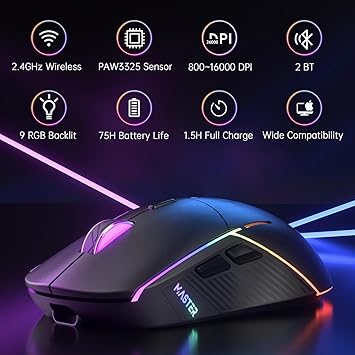 26000 DPI
2.4GHz Wireless
PAW3325 Sensor
800~16000 DPI
2 BT
9 RGB Backlit
75H Battery Life
1.5H Full Charge
Wide Compatibility
MASTER